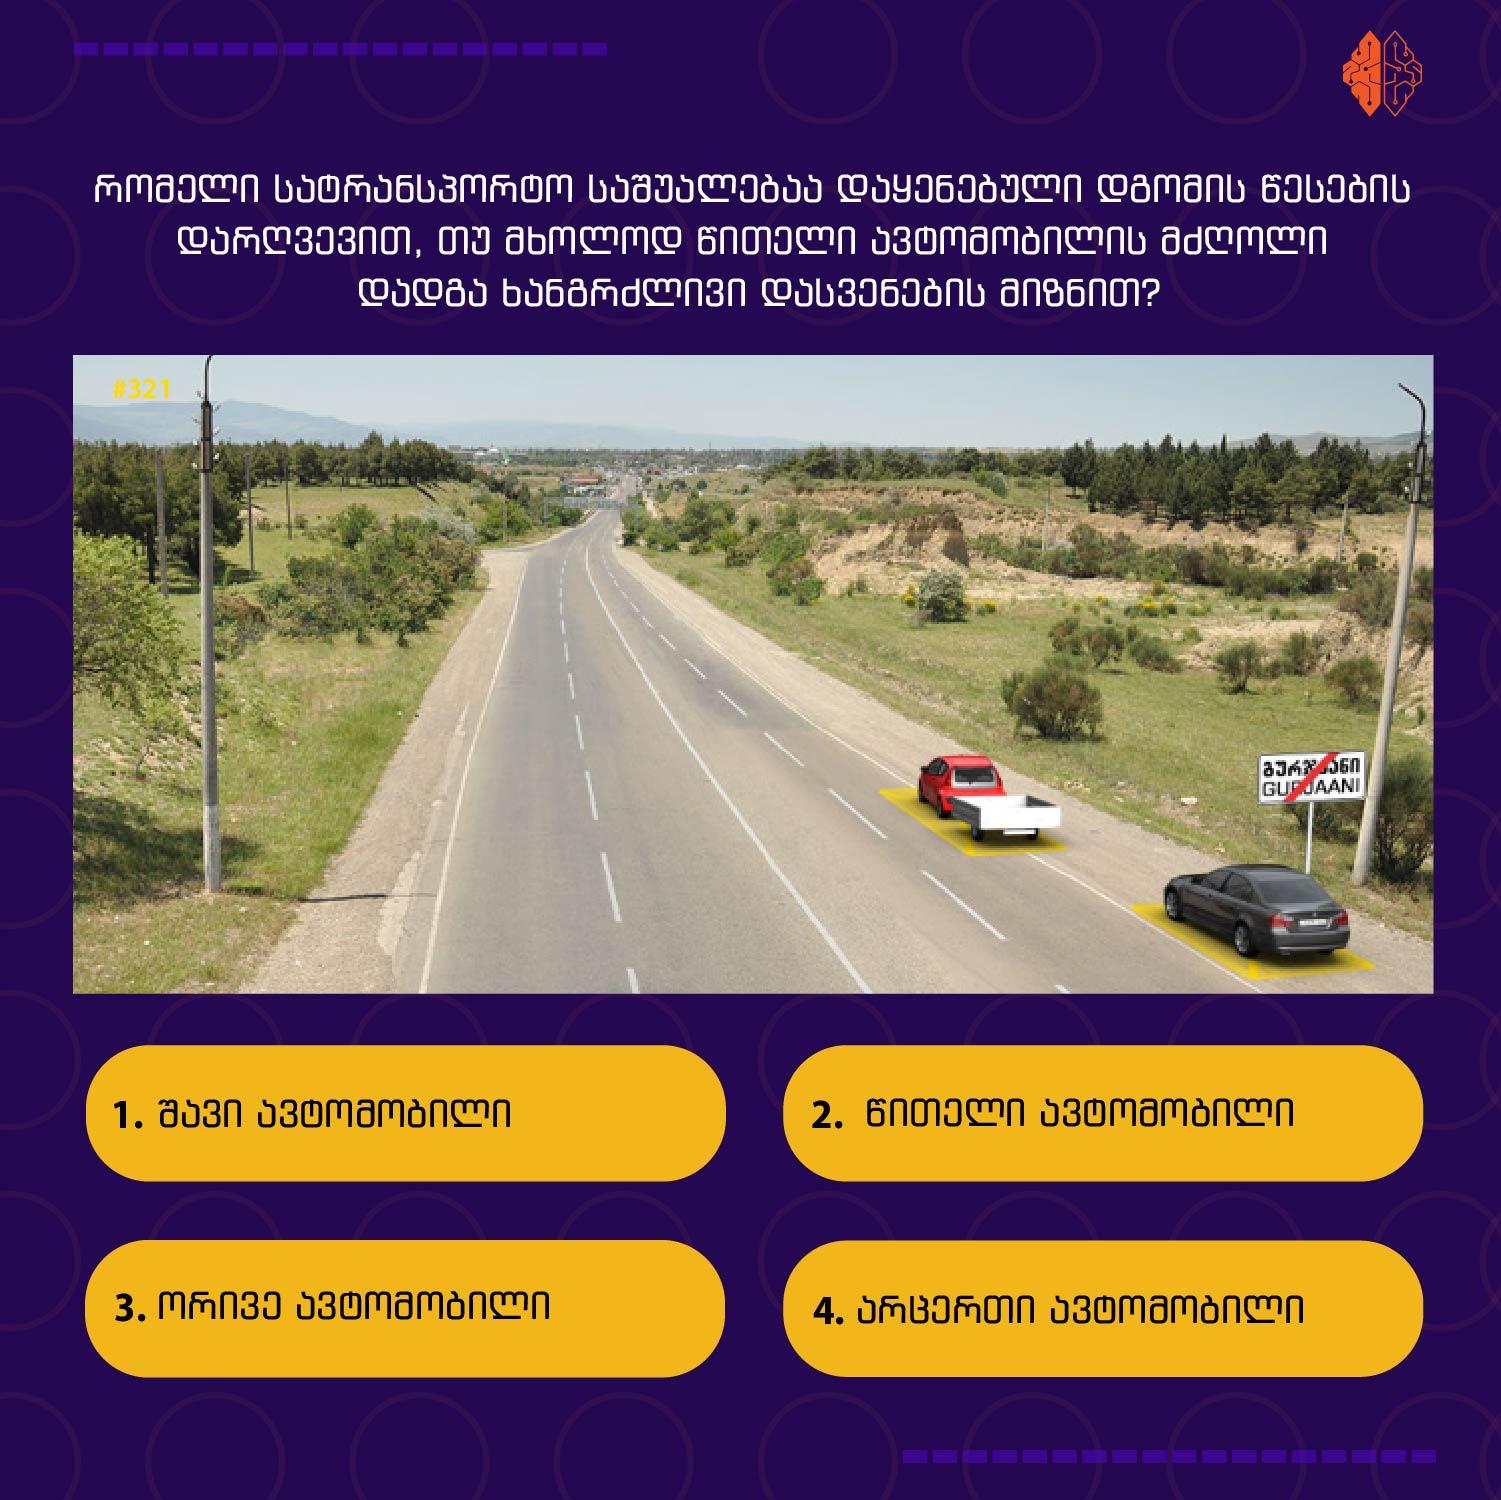 რომელი სატრანსპორტო საშუალებაა დაყენებული დგომის წესების
დარღვევით, თუ მხოლოდ წითელი ავტომობილის მძღოლი
დადგა ხანგრძლივი დასვენების მიზნით?
#321
გურჯაანი
GURJAANI
1. შავი ავტომობილი
2. წითელი ავტომობილი
3. ორივე ავტომობილი
4. არცერთი ავტომობილი